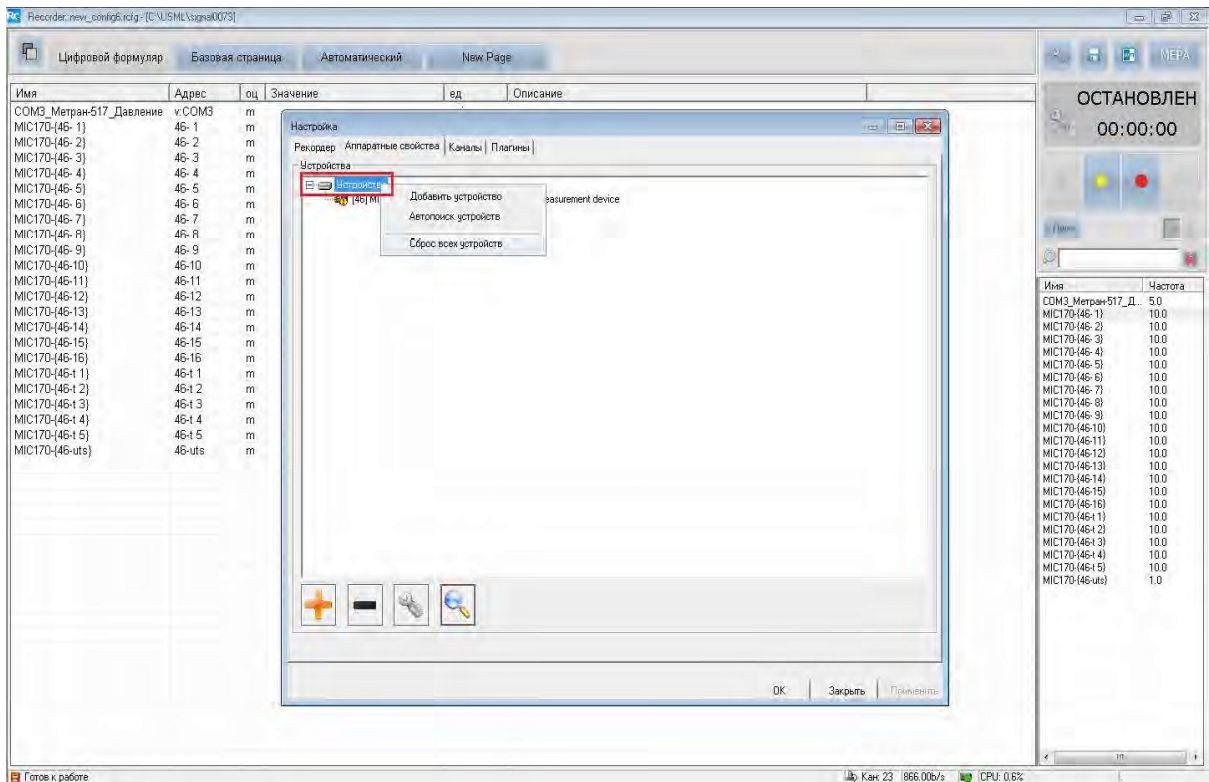 Recorder: new_config6.rcfg - [C:\USML\signal0073]
Цифровой формуляр Базовая страница Автоматический New Page
МЕРА
ОСТАНОВЛЕН
00:00:00
Имя Адрес оц Значение ед Описание
COM3_Метран-517_Давление v:COM3 m
MIC170-{46- 1} 46- 1 m
MIC170-{46- 2} 46- 2 m
MIC170-{46- 3} 46- 3 m
MIC170-{46- 4} 46- 4 m
MIC170-{46- 5} 46- 5 m
MIC170-{46- 6} 46- 6 m
MIC170-{46- 7} 46- 7 m
MIC170-{46- 8} 46- 8 m
MIC170-{46- 9} 46- 9 m
MIC170-{46-10} 46-10 m
MIC170-{46-11} 46-11 m
MIC170-{46-12} 46-12 m
MIC170-{46-13} 46-13 m
MIC170-{46-14} 46-14 m
MIC170-{46-15} 46-15 m
MIC170-{46-16} 46-16 m
MIC170-{46-t 1} 46-t 1 m
MIC170-{46-t 2} 46-t 2 m
MIC170-{46-t 3} 46-t 3 m
MIC170-{46-t 4} 46-t 4 m
MIC170-{46-t 5} 46-t 5 m
MIC170-{46-uts} 46-uts m
Настройка
Рекордер Аппаратные свойства Каналы Плагины
Устройства
Устройства
[46] MI
easurement device
Добавить устройство
Автопоиск устройств
Сброс всех устройств
OK Закрыть Применить
Имя Частота
COM3_Метран-517_Д... 5.0
MIC170-{46- 1} 10.0
MIC170-{46- 2} 10.0
MIC170-{46- 3} 10.0
MIC170-{46- 4} 10.0
MIC170-{46- 5} 10.0
MIC170-{46- 6} 10.0
MIC170-{46- 7} 10.0
MIC170-{46- 8} 10.0
MIC170-{46- 9} 10.0
MIC170-{46-10} 10.0
MIC170-{46-11} 10.0
MIC170-{46-12} 10.0
MIC170-{46-13} 10.0
MIC170-{46-14} 10.0
MIC170-{46-15} 10.0
MIC170-{46-16} 10.0
MIC170-{46-t 1} 10.0
MIC170-{46-t 2} 10.0
MIC170-{46-t 3} 10.0
MIC170-{46-t 4} 10.0
MIC170-{46-t 5} 10.0
MIC170-{46-uts} 1.0
Готов к работе Кан: 23 866.00b/s CPU: 0.6%